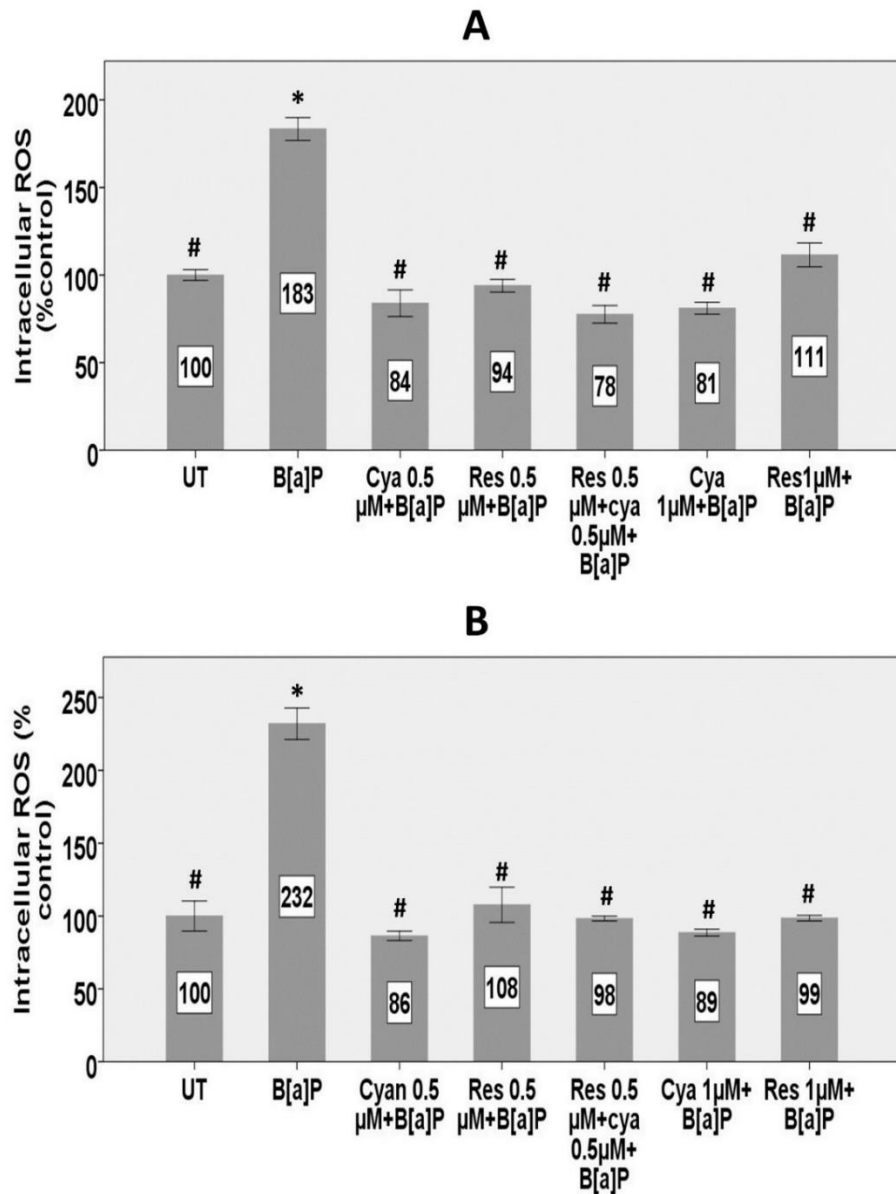 A
Intracellular ROS
(%control)
200
150
100
50
0
*
#
#
#
#
#
#
100
183
84
94
78
81
111
UT
B[a]P
Cya 0.5
µM+B[a]P
Res 0.5
µM+B[a]P
Res 0.5
µM+cya
0.5µM+
B[a]P
Cya
1µM+B[a]P
Res1µM+
B[a]P
B
Intracellular ROS (%
control)
250
200
150
100
50
0
*
#
#
#
#
#
#
100
232
86
108
98
89
99
UT
B[a]P
Cyan 0.5
µM+B[a]P
Res 0.5
µM+B[a]P
Res 0.5
µM+cya
0.5µM+
B[a]P
Cya 1µM+
B[a]P
Res 1µM+
B[a]P